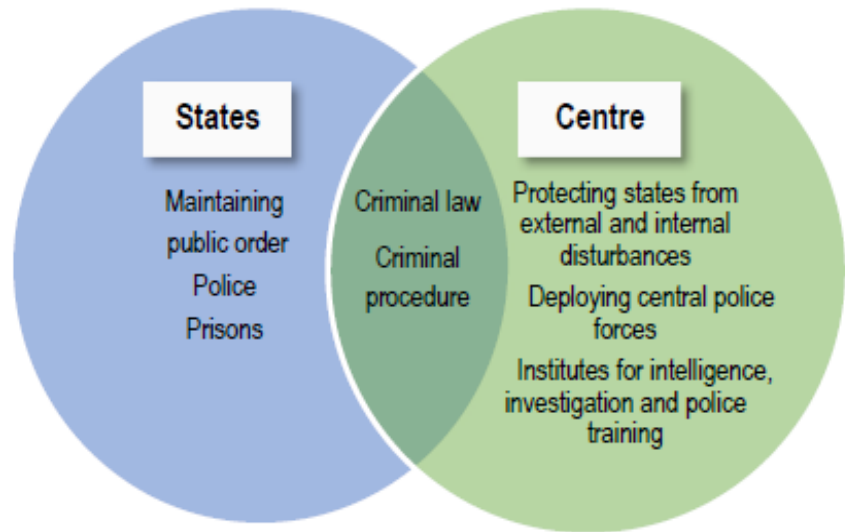 States
Maintaining
public order
Police
Prisons
Criminal law
Criminal
procedure
Centre
Protecting states from
external and internal
disturbances
Deploying central police
forces
Institutes for intelligence,
investigation and police
training